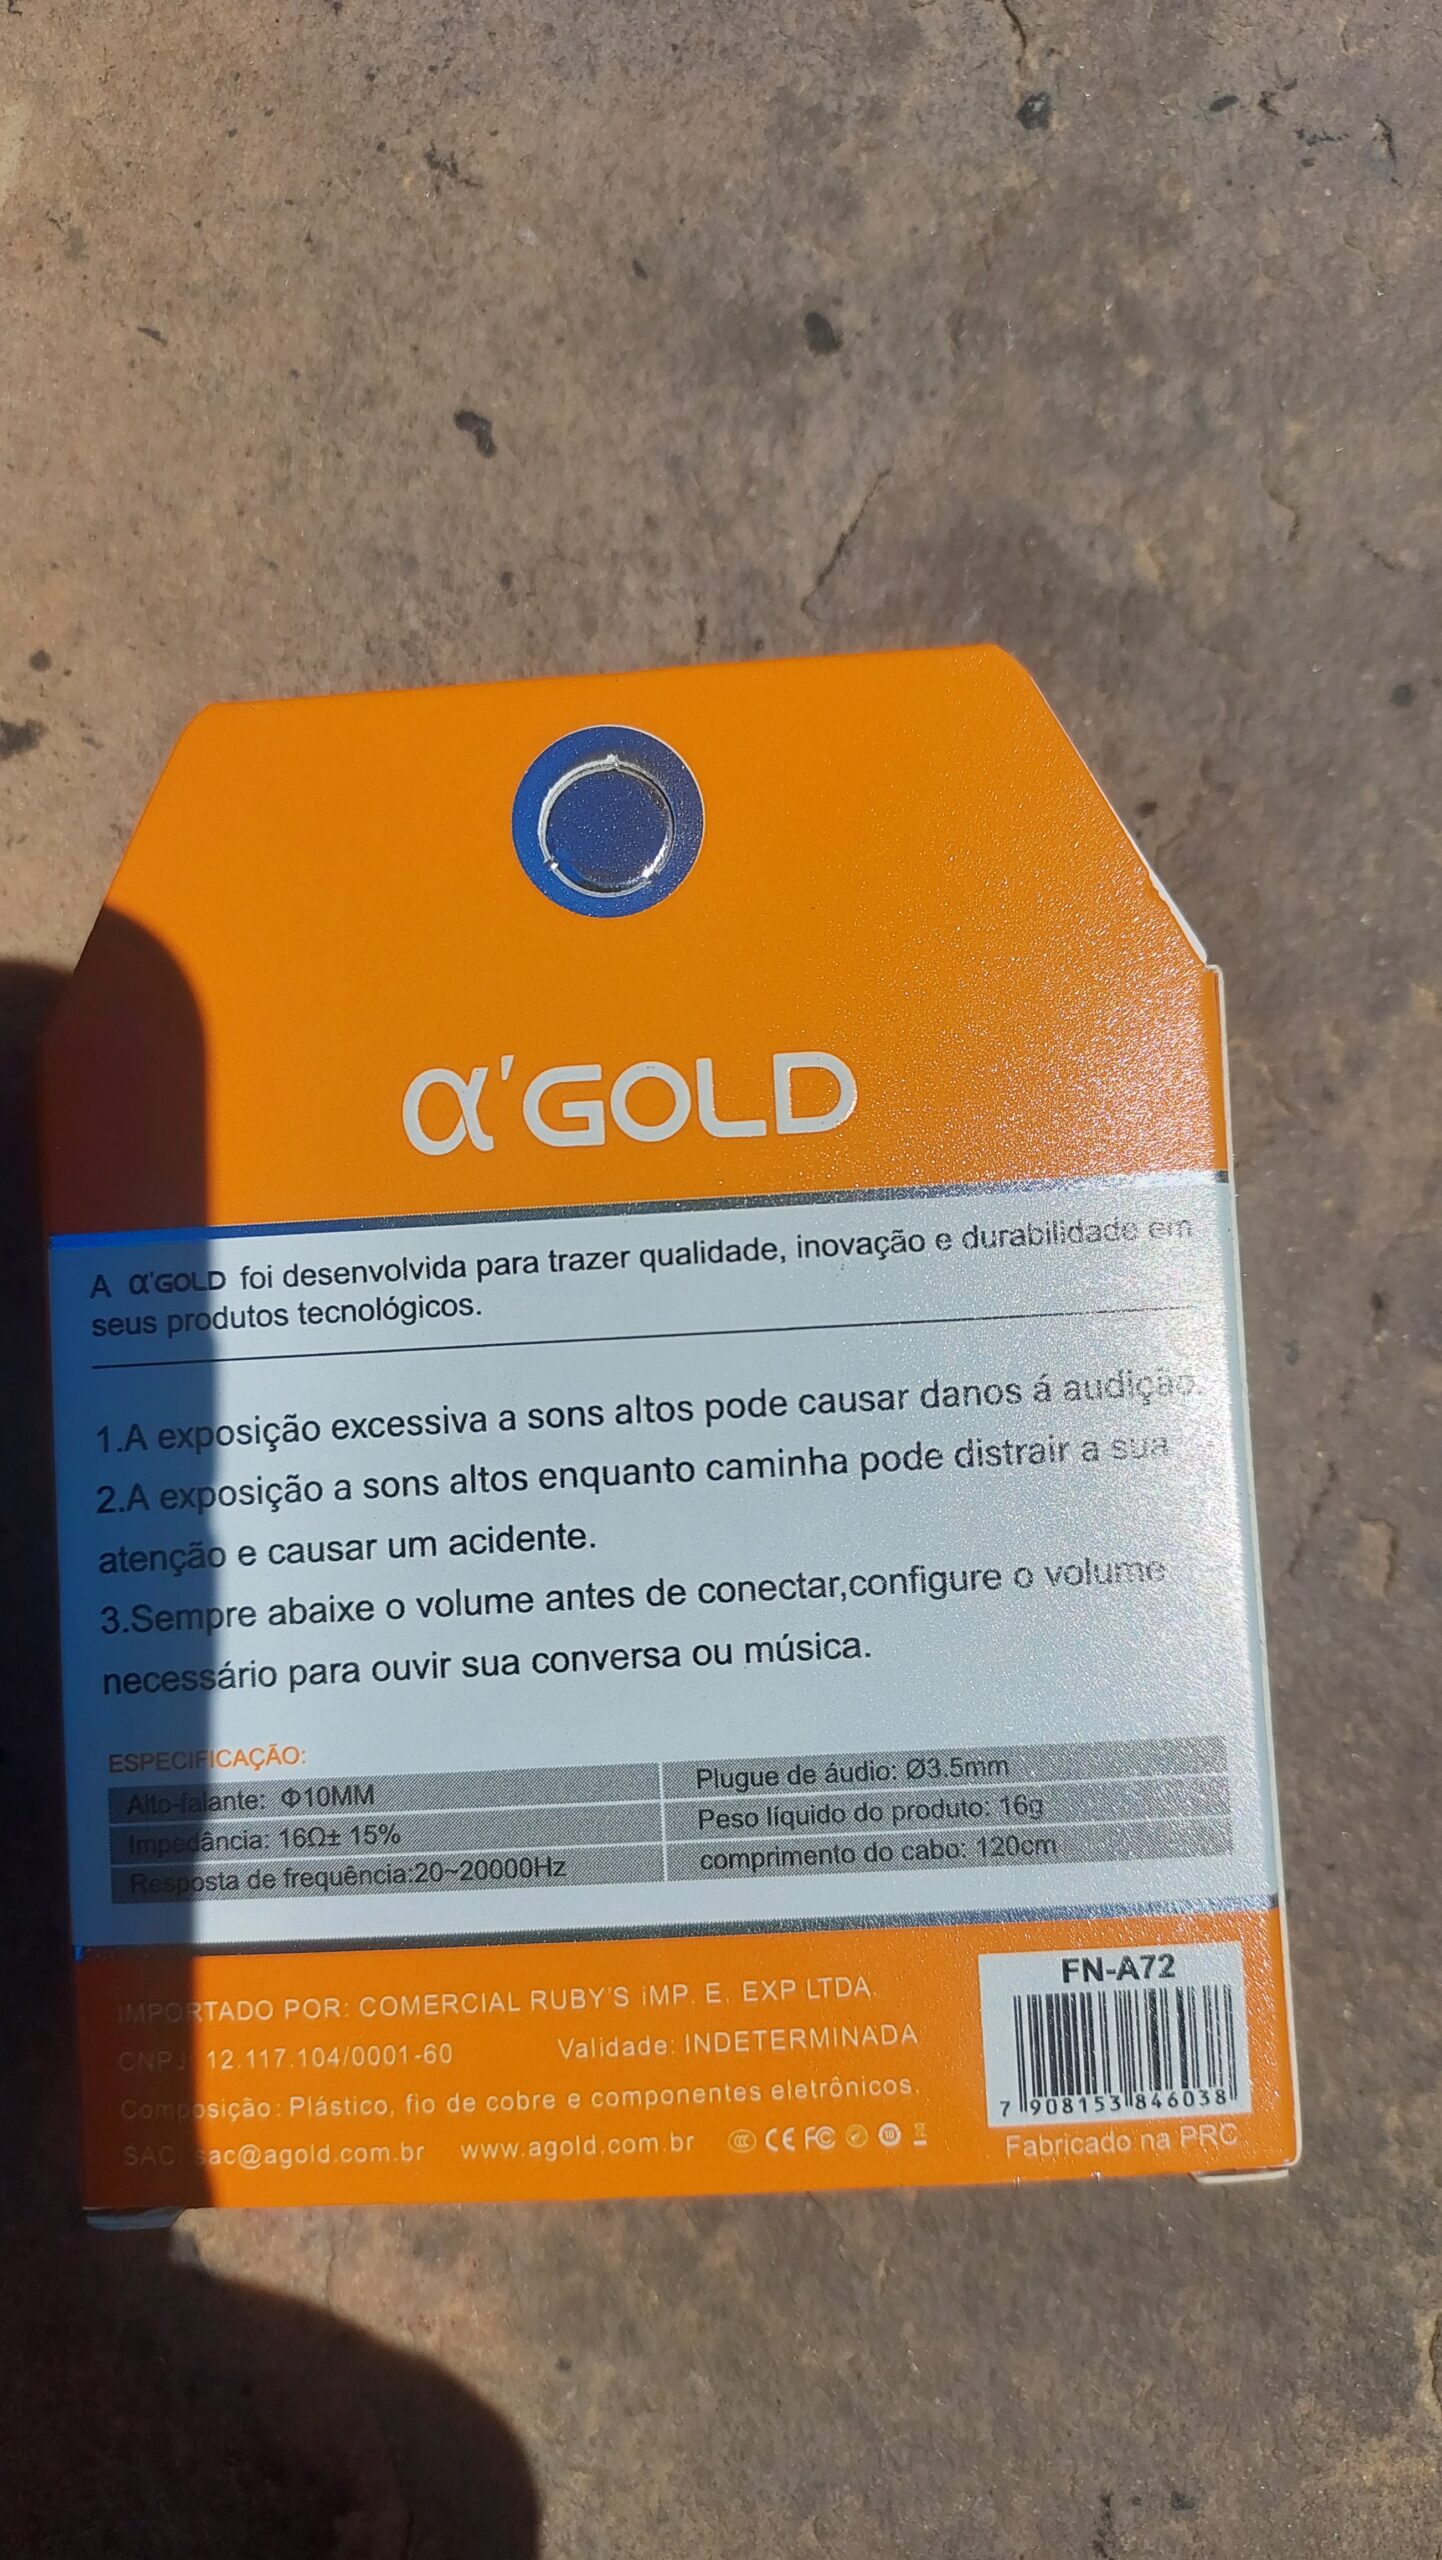 α'GOLD
A α'GOLD foi desenvolvida para trazer qualidade, inovação e durabilidade em
seus produtos tecnológicos.
1.A exposição excessiva a sons altos pode causar danos á audição.
2.A exposição a sons altos enquanto caminha pode distrair a sua
atenção e causar um acidente.
3.Sempre abaixe o volume antes de conectar,configure o volume
necessário para ouvir sua conversa ou música.
ESPECIFICAÇÃO:
Alto-falante: Φ10MM
Impedância: 16Ω± 15%
Resposta de frequência:20~20000Hz
Plugue de áudio: Ø3.5mm
Peso líquido do produto: 16g
comprimento do cabo: 120cm
IMPORTADO POR: COMERCIAL RUBY'S iMP. E. EXP LTDA.
CNPJ: 12.117.104/0001-60 Validade: INDETERMINADA
Composição: Plástico, fio de cobre e componentes eletrônicos.
SAC: sac@agold.com.br www.agold.com.br CCC CE FC 10
FN-A72
7 908153 846038
Fabricado na PRC